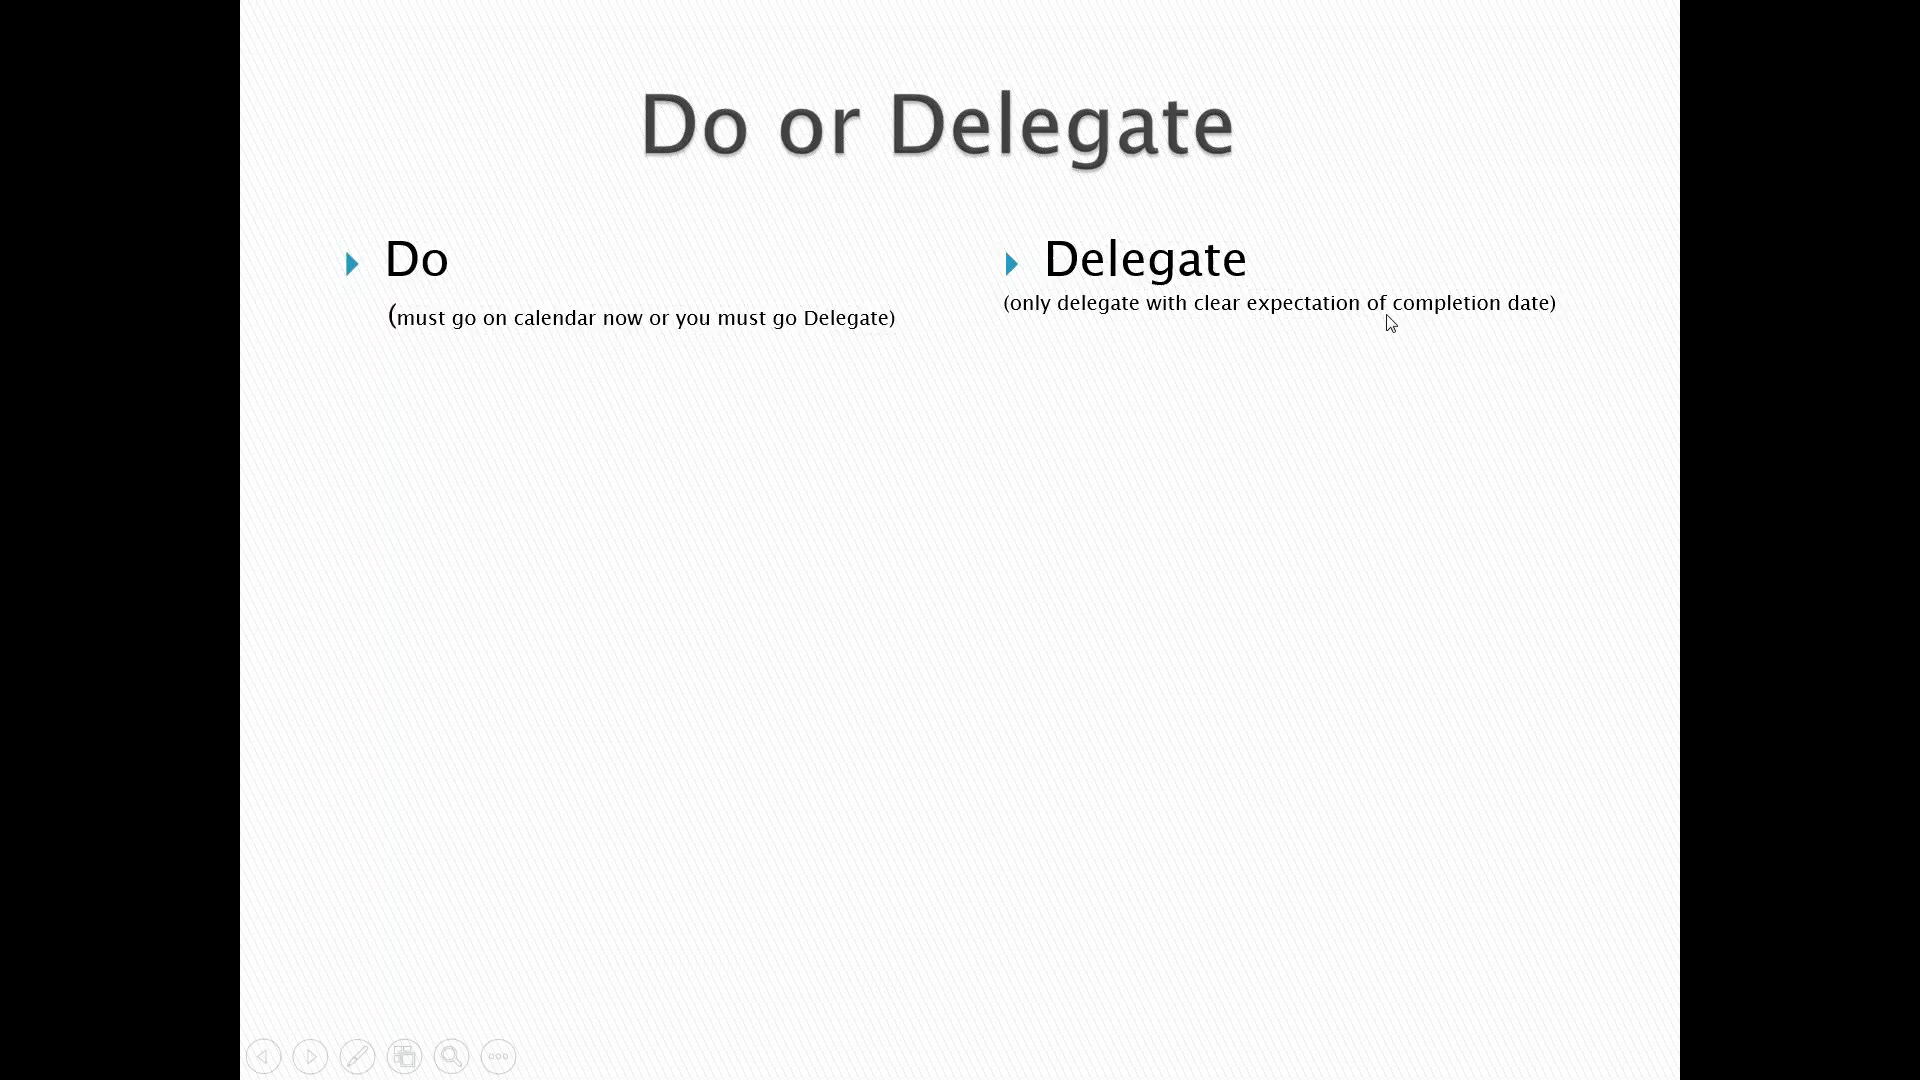 Do or Delegate
Do
(must go on calendar now or you must go Delegate)
Delegate
(only delegate with clear expectation of completion date)